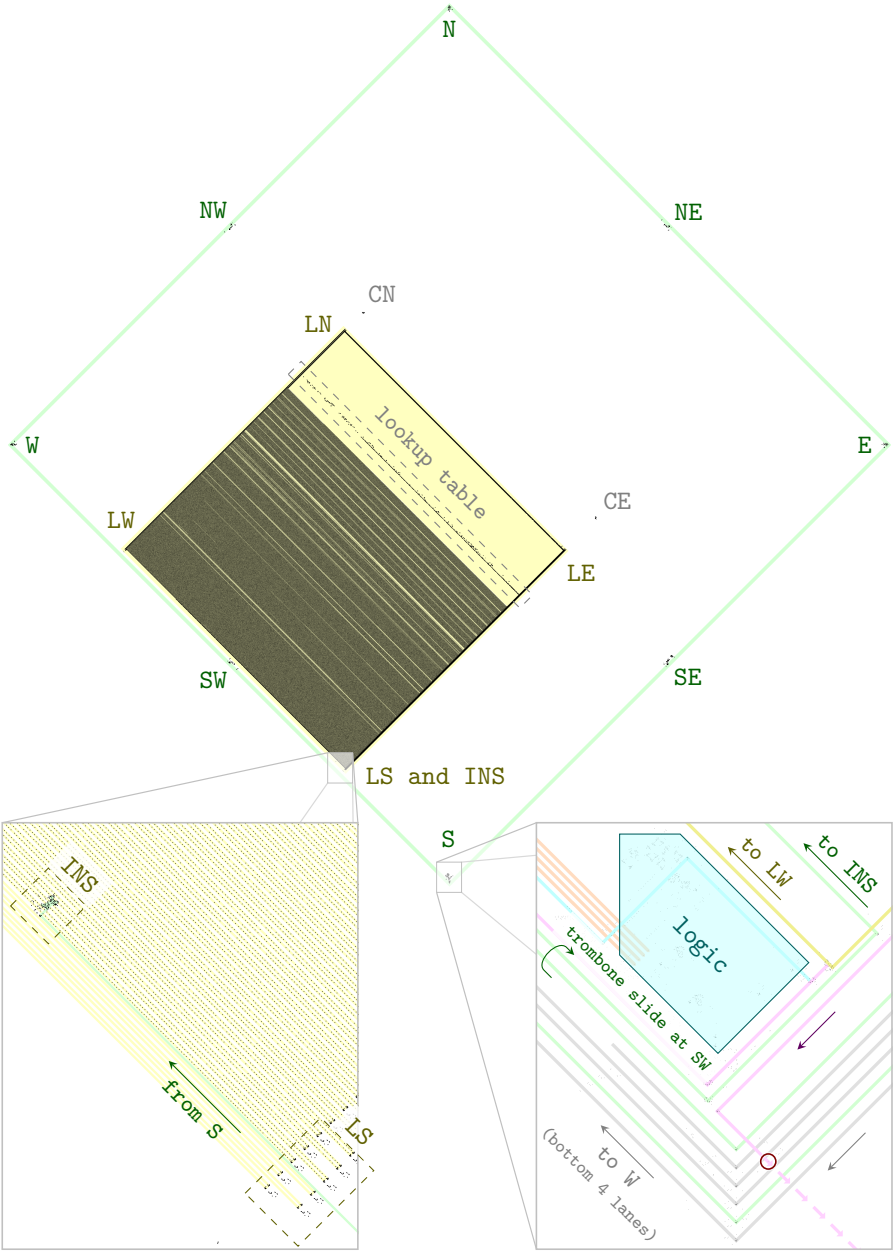 N
NW
NE
CN
LN
lookup table
W
E
CE
LW
LE
SW
SE
LS and INS
S
INS
from S
LS
to LW
to INS
logic
trombone slide at SW
to W
(bottom 4 lanes)